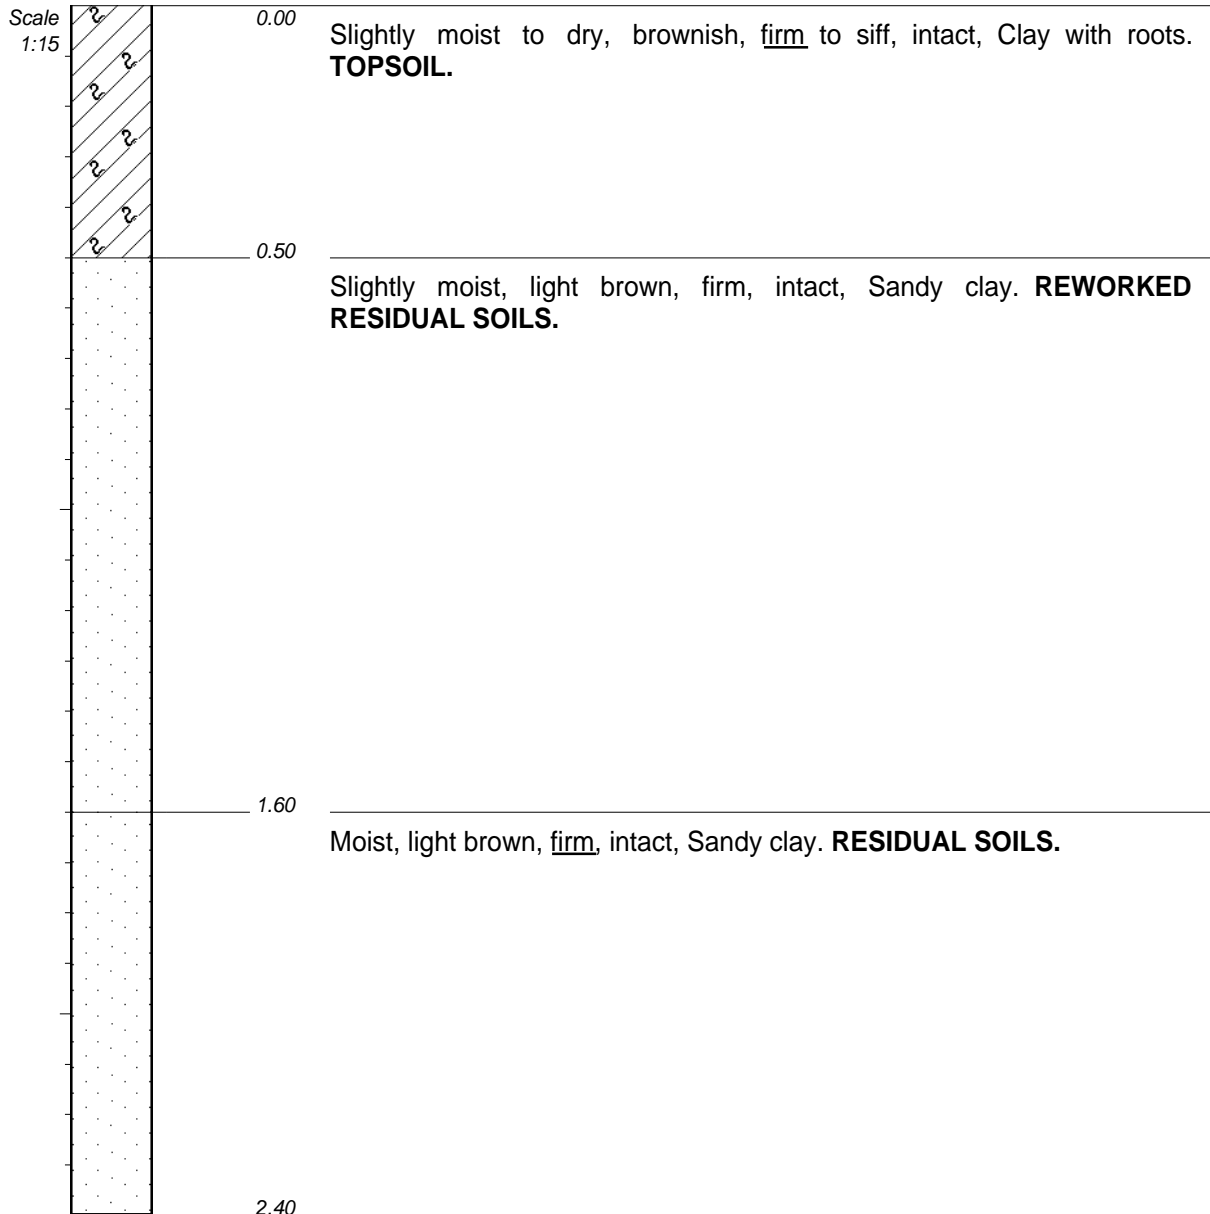 Scale
1:15
0.00
Slightly moist to dry, brownish, firm to siff, intact, Clay with roots.
TOPSOIL.
0.50
Slightly moist, light brown, firm, intact, Sandy clay. REWORKED
RESIDUAL SOILS.
1.60
Moist, light brown, firm, intact, Sandy clay. RESIDUAL SOILS.
2.40